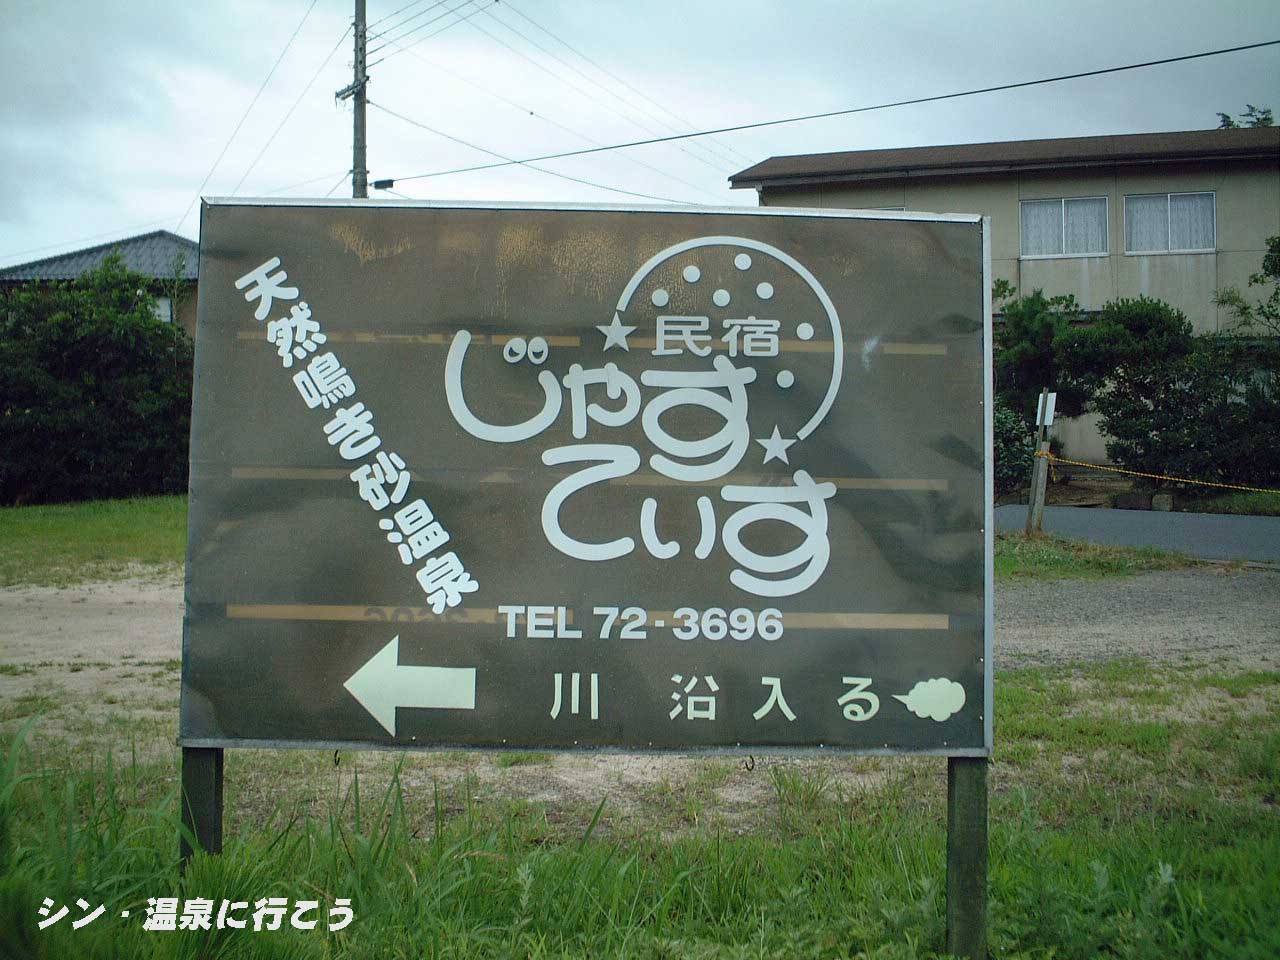 天然鳴き砂温泉
民宿
じゃす
てぃす
TEL 72-3696
川 沿 入 る
シン・温泉に行こう